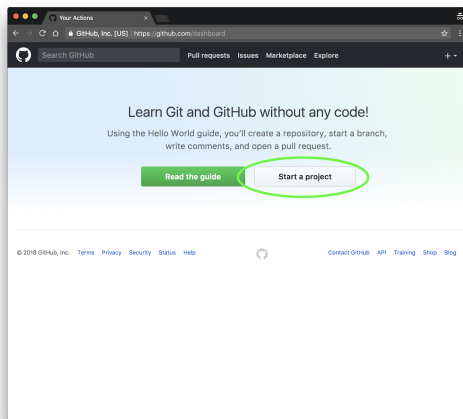 Your Actions
GitHub, Inc. [US] https://github.com/dashboard
Search GitHub
Pull requests Issues Marketplace Explore
Learn Git and GitHub without any code!
Using the Hello World guide, you'll create a repository, start a branch,
write comments, and open a pull request.
Read the guide
Start a project
© 2018 GitHub, Inc. Terms Privacy Security Status Help
Contact GitHub API Training Shop Blog